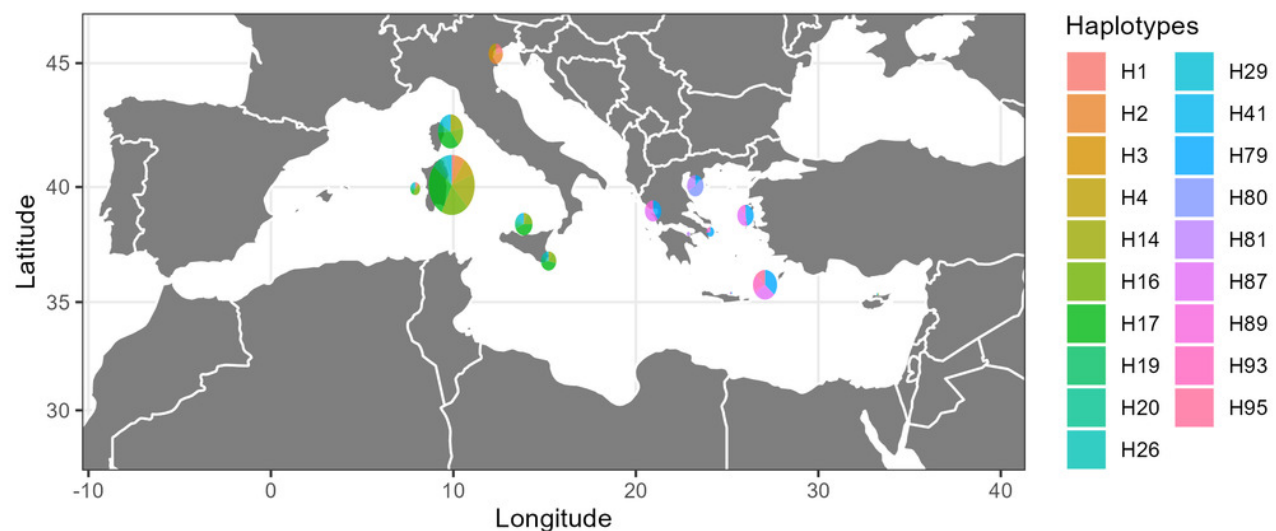 Haplotypes
H1
H2
H3
H4
H14
H16
H17
H19
H20
H26
H29
H41
H79
H80
H81
H87
H89
H93
H95
45
40
35
30
Latitude
-10
0
10
20
30
40
Longitude